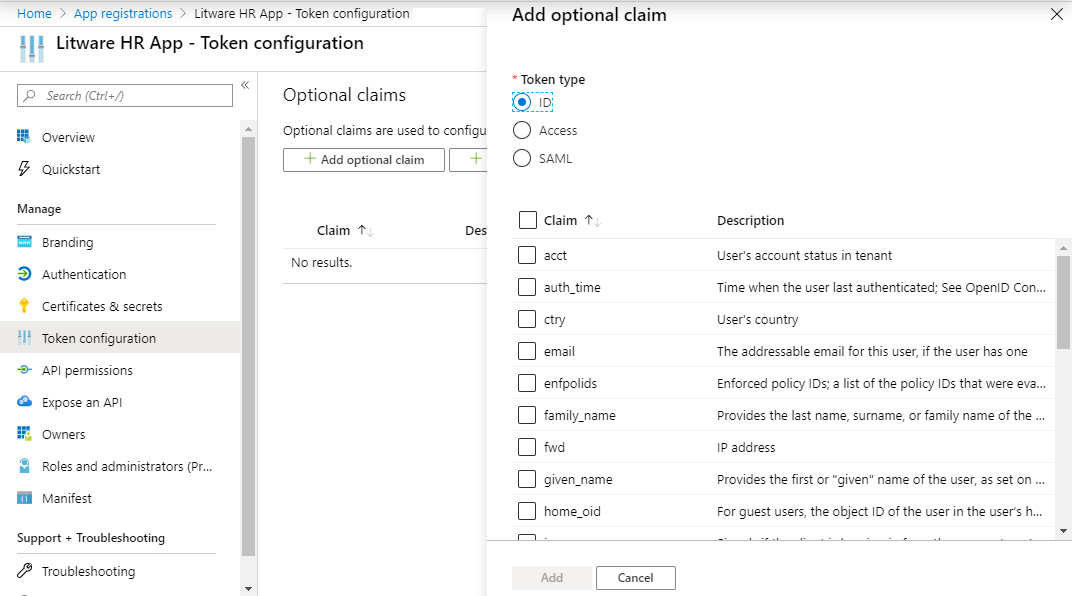 Home > App registrations > Litware HR App - Token configuration
Litware HR App - Token configuration
Search (Ctrl+/)
«
Overview
Quickstart
Manage
Branding
Authentication
Certificates & secrets
Token configuration
API permissions
Expose an API
Owners
Roles and administrators (Pr...
Manifest
Support + Troubleshooting
Troubleshooting
Optional claims
Optional claims are used to configu
+ Add optional claim
+
Claim ↑↓
Des
No results.
Add optional claim
* Token type
ID
Access
SAML
Claim ↑↓ Description
acct User's account status in tenant
auth_time Time when the user last authenticated; See OpenID Con...
ctry User's country
email The addressable email for this user, if the user has one
enfpolids Enforced policy IDs; a list of the policy IDs that were eva...
family_name Provides the last name, surname, or family name of the ...
fwd IP address
given_name Provides the first or "given" name of the user, as set on ...
home_oid For guest users, the object ID of the user in the user's h...
Add
Cancel